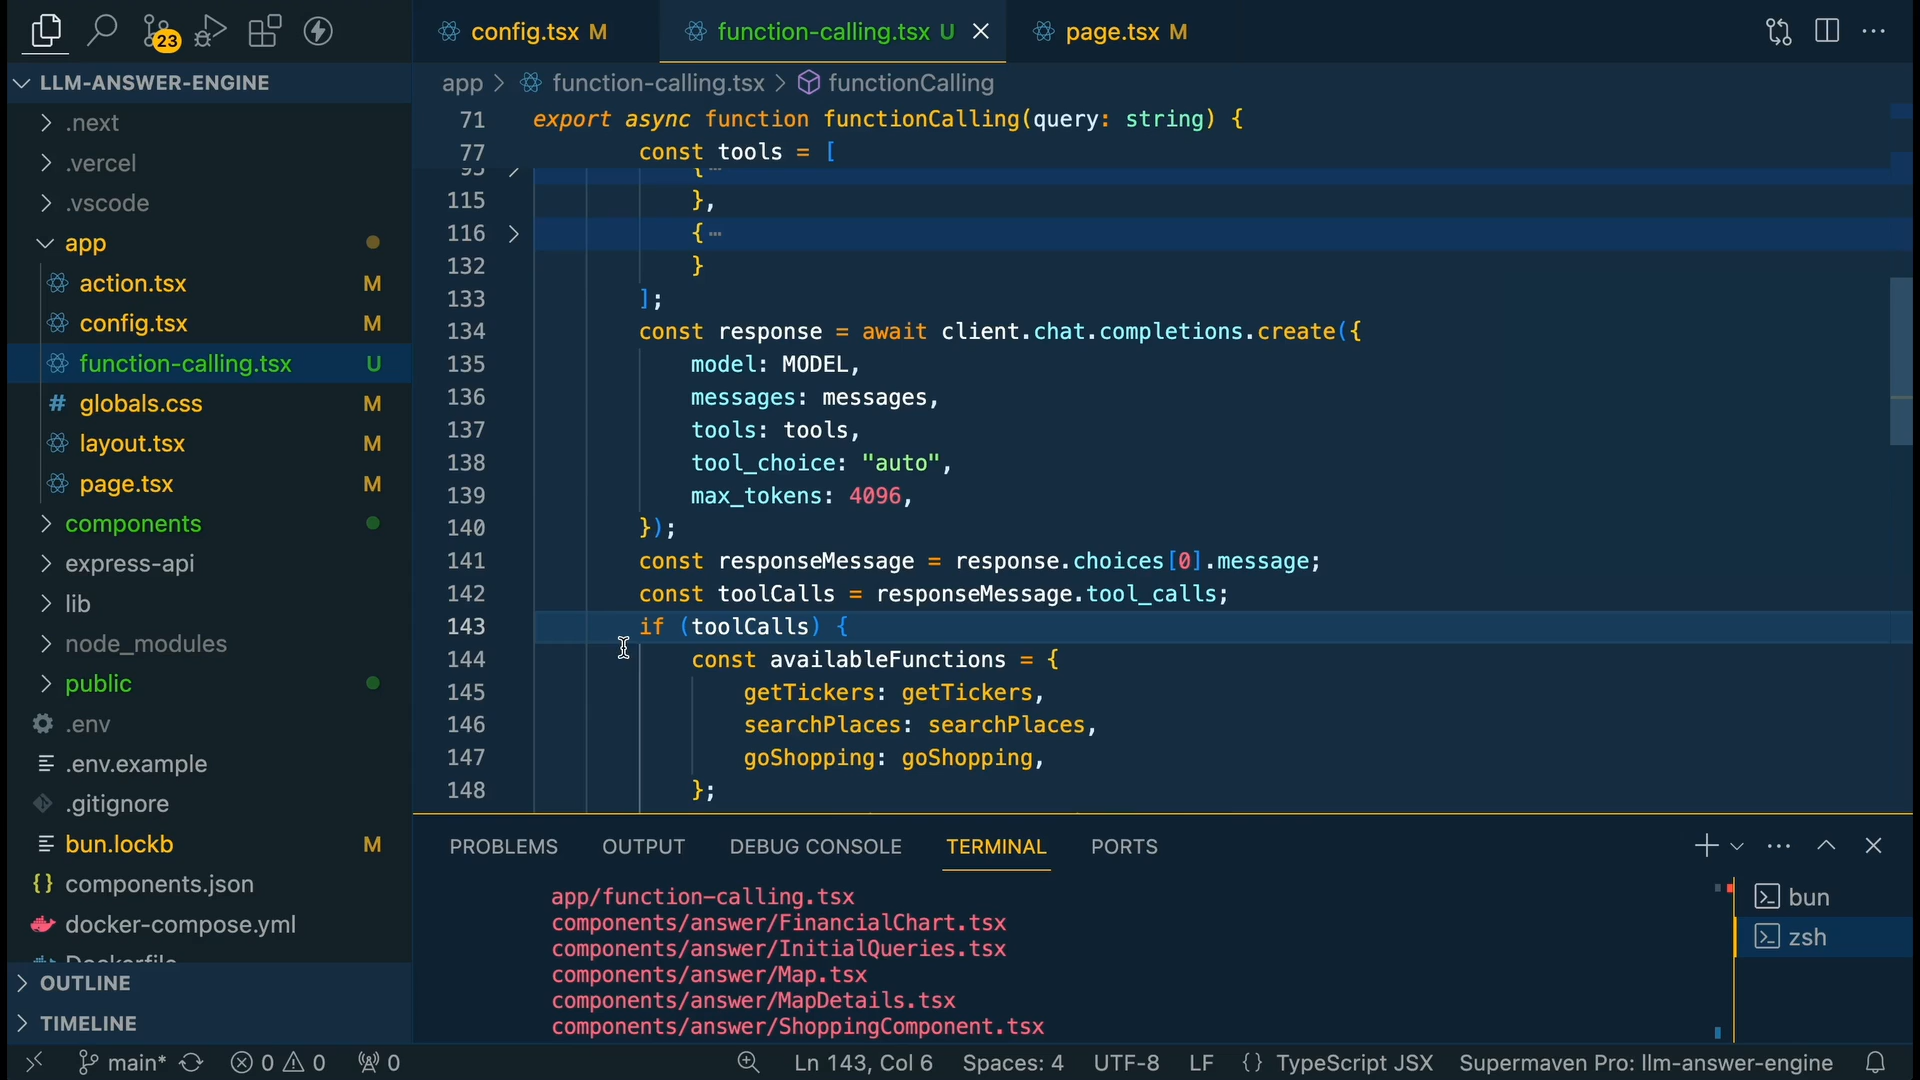 23
config.tsx M
function-calling.tsx U
page.tsx M
LLM-ANSWER-ENGINE
.next
.vercel
.vscode
app
action.tsx M
config.tsx M
function-calling.tsx U
# globals.css M
layout.tsx M
page.tsx M
components
express-api
lib
node_modules
public
.env
.env.example
.gitignore
bun.lockb M
{} components.json
docker-compose.yml
Dockerfile
OUTLINE
TIMELINE
app > function-calling.tsx > functionCalling
71 export async function functionCalling(query: string) {
77 const tools = [
95 {…
115 },
116 {…
132 }
133 ];
134 const response = await client.chat.completions.create({
135 model: MODEL,
136 messages: messages,
137 tools: tools,
138 tool_choice: "auto",
139 max_tokens: 4096,
140 });
141 const responseMessage = response.choices[0].message;
142 const toolCalls = responseMessage.tool_calls;
143 if (toolCalls) {
144 const availableFunctions = {
145 getTickers: getTickers,
146 searchPlaces: searchPlaces,
147 goShopping: goShopping,
148 };
PROBLEMS OUTPUT DEBUG CONSOLE TERMINAL PORTS
app/function-calling.tsx
components/answer/FinancialChart.tsx
components/answer/InitialQueries.tsx
components/answer/Map.tsx
components/answer/MapDetails.tsx
components/answer/ShoppingComponent.tsx
bun
zsh
main* 0 0 0 Ln 143, Col 6 Spaces: 4 UTF-8 LF {} TypeScript JSX Supermaven Pro: llm-answer-engine